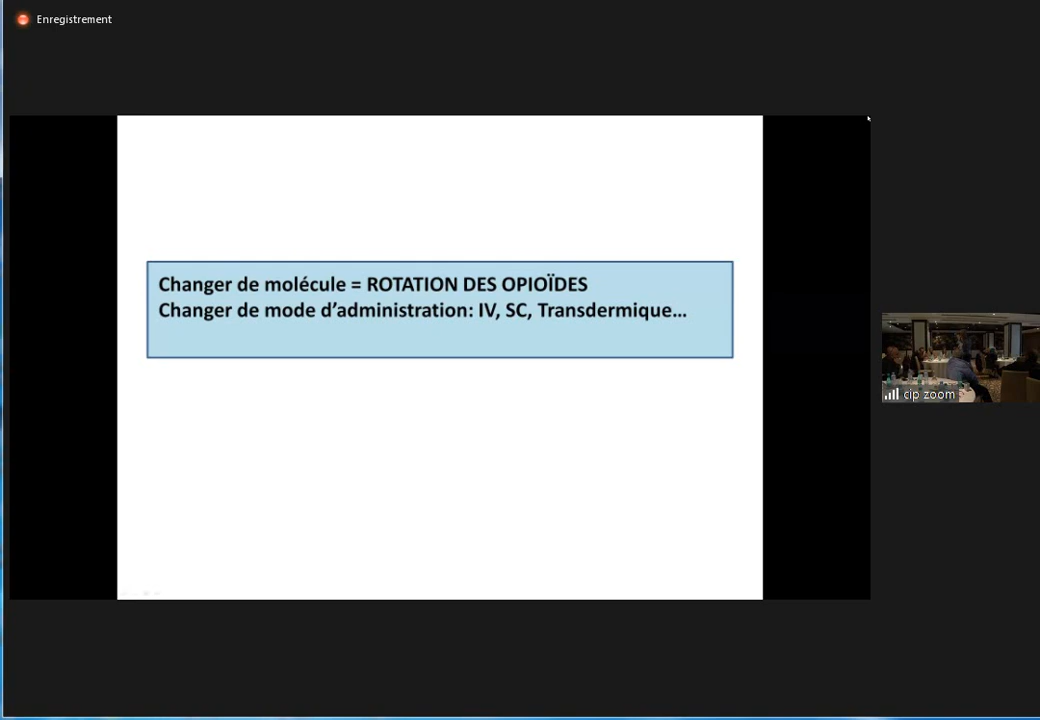 Enregistrement
Changer de molécule = ROTATION DES OPIOÏDES
Changer de mode d’administration: IV, SC, Transdermique...
cip zoom